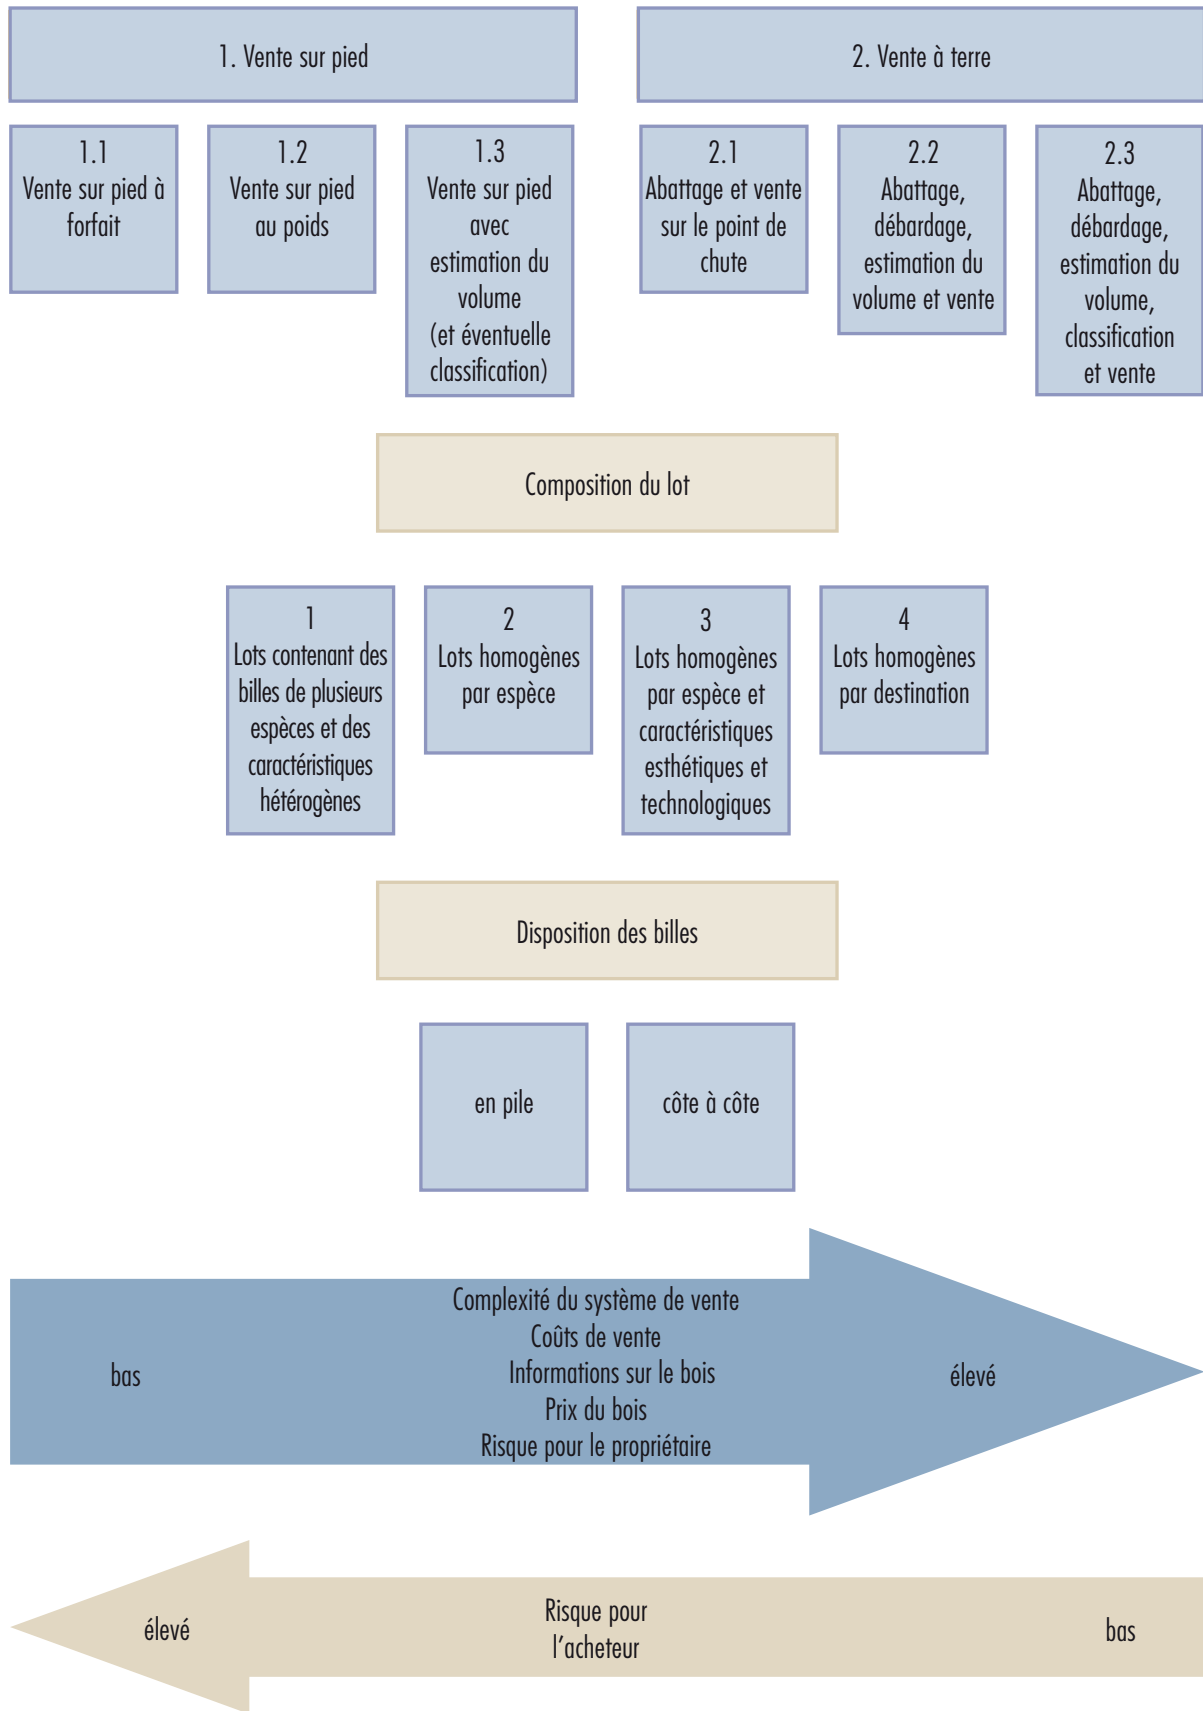 1. Vente sur pied
2. Vente à terre
1.1
Vente sur pied à
forfait
1.2
Vente sur pied
au poids
1.3
Vente sur pied
avec
estimation du
volume
(et éventuelle
classification)
2.1
Abattage et vente
sur le point de
chute
2.2
Abattage,
débardage,
estimation du
volume et vente
2.3
Abattage,
débardage,
estimation du
volume,
classification
et vente
Composition du lot
1
Lots contenant des
billes de plusieurs
espèces et des
caractéristiques
hétérogènes
2
Lots homogènes
par espèce
3
Lots homogènes
par espèce et
caractéristiques
esthétiques et
technologiques
4
Lots homogènes
par destination
Disposition des billes
en pile
côte à côte
bas
Complexité du système de vente
Coûts de vente
Informations sur le bois
Prix du bois
Risque pour le propriétaire
élevé
élevé
Risque pour
l'acheteur
bas